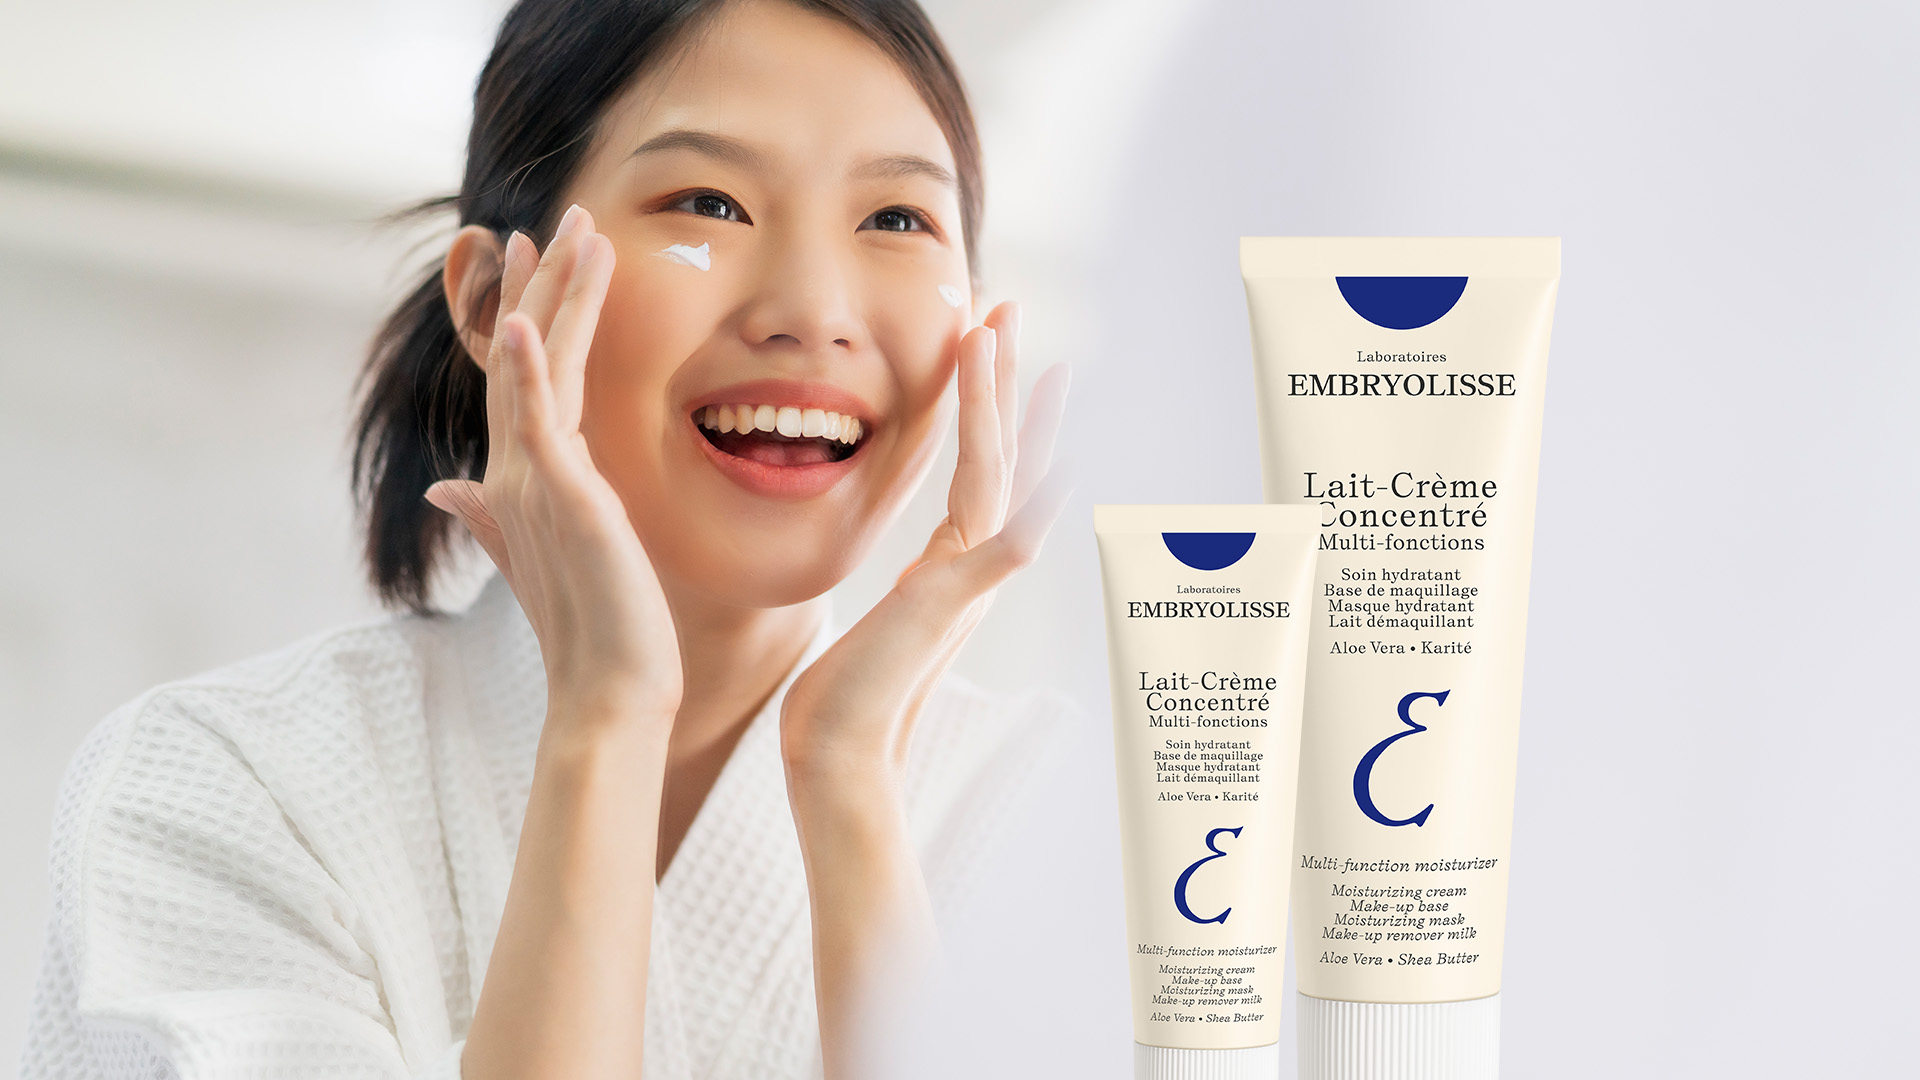 Laboratoires
EMBRYOLISSE
Lait-Crème
Concentré
Multi-fonctions
Soin hydratant
Base de maquillage
Masque hydratant
Lait démaquillant
Aloe Vera • Karité
Multi-function moisturizer
Moisturizing cream
Make-up base
Moisturizing mask
Make-up remover milk
Aloe Vera • Shea Butter
Laboratoires
EMBRYOLISSE
Lait-Crème
Concentré
Multi-fonctions
Soin hydratant
Base de maquillage
Masque hydratant
Lait démaquillant
Aloe Vera • Karité
Multi-function moisturizer
Moisturizing cream
Make-up base
Moisturizing mask
Make-up remover milk
Aloe Vera • Shea Butter